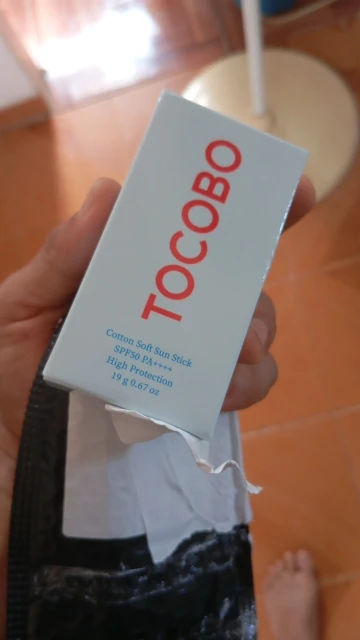 TOCOBO
Cotton Soft Sun Stick
SPF50 PA++++
High Protection
19 g 0.67 oz